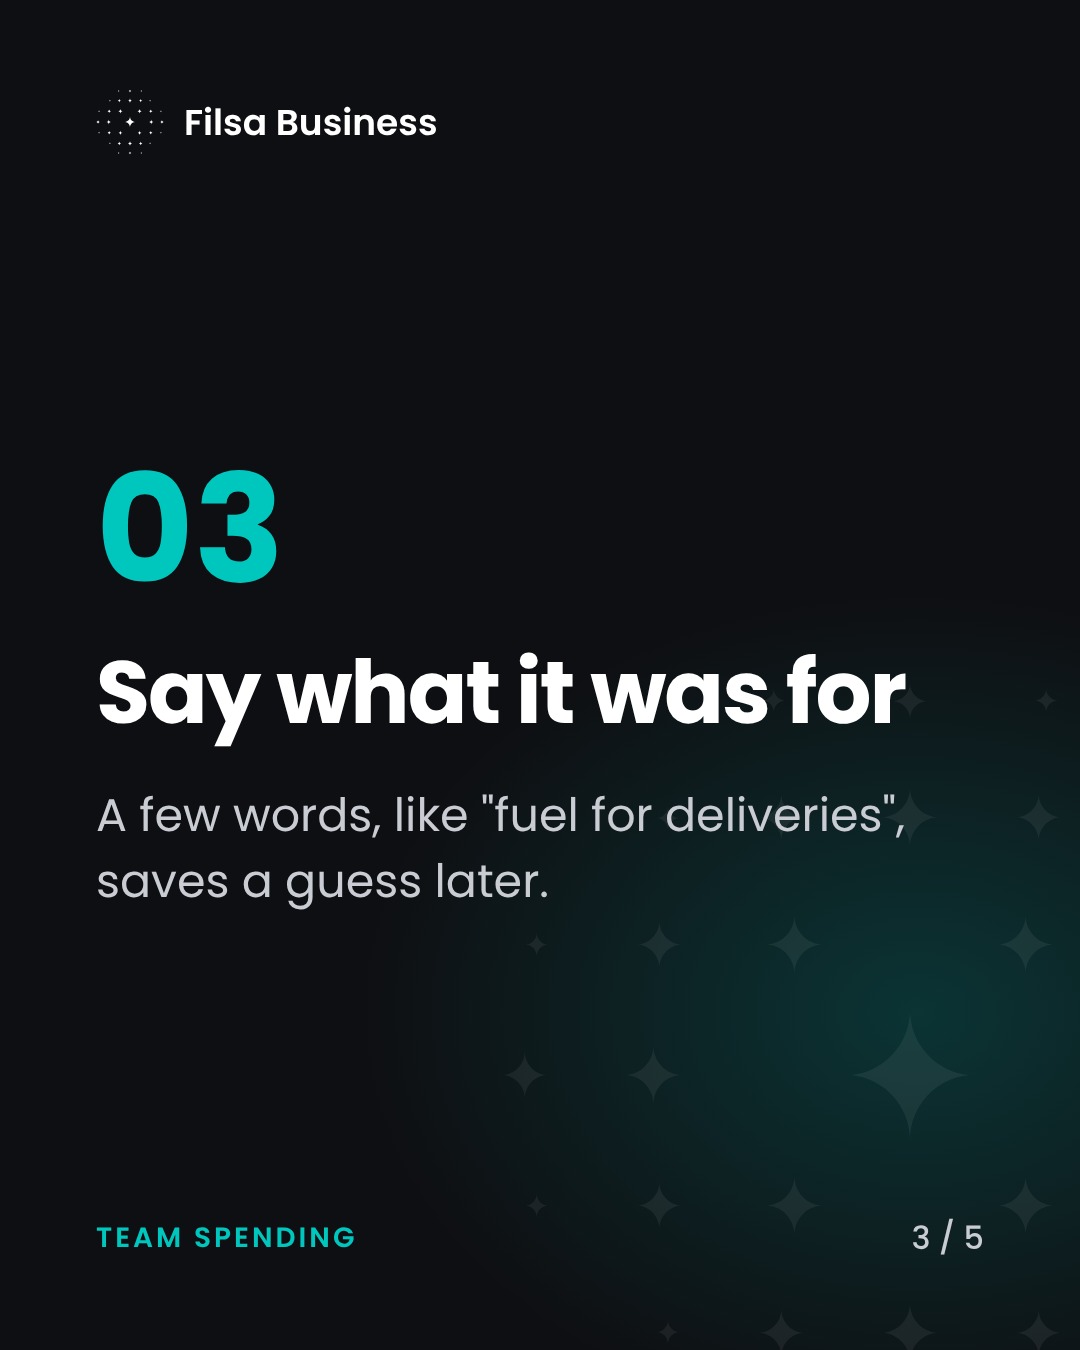 Filsa Business
03
Say what it was for
A few words, like "fuel for deliveries",
saves a guess later.
TEAM SPENDING
3 / 5